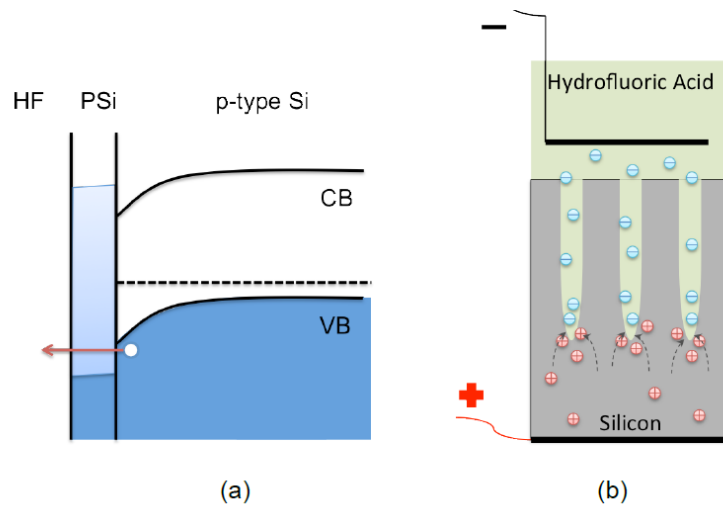 HF PSi p-type Si
CB
VB
(a)
−
Hydrofluoric Acid
+
Silicon
(b)